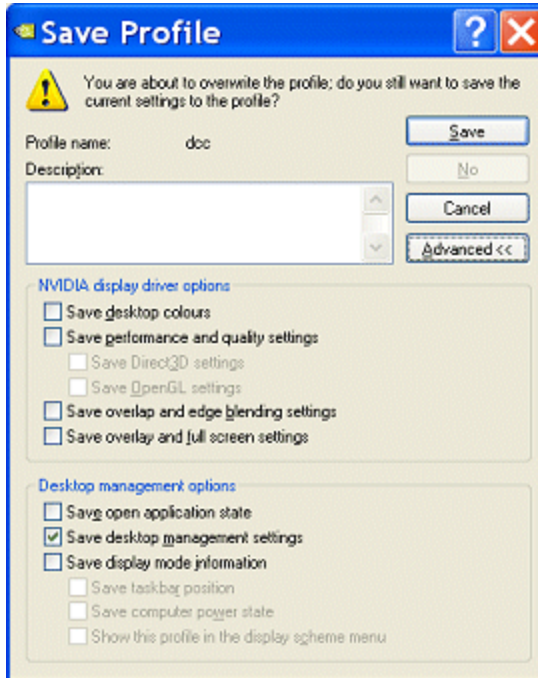 Save Profile
You are about to overwrite the profile; do you still want to save the
current settings to the profile?
Save
Profile name: dcc
No
Description:
Cancel
Advanced <<
NVIDIA display driver options
Save desktop colours
Save performance and quality settings
Save Direct3D settings
Save OpenGL settings
Save overlap and edge blending settings
Save overlay and full screen settings
Desktop management options
Save open application state
Save desktop management settings
Save display mode information
Save taskbar position
Save computer power state
Show this profile in the display scheme menu